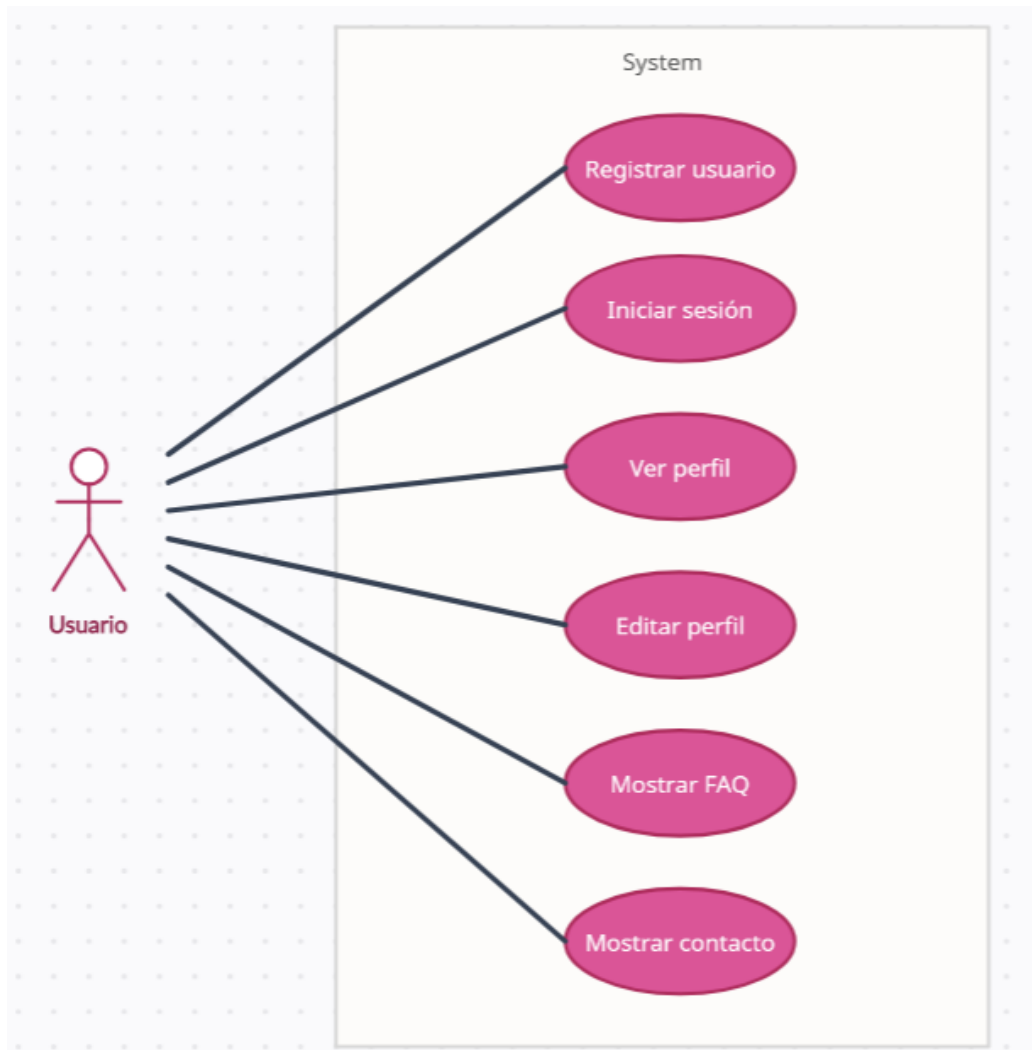 System
Registrar usuario
Iniciar sesión
Ver perfil
Editar perfil
Usuario
Mostrar FAQ
Mostrar contacto